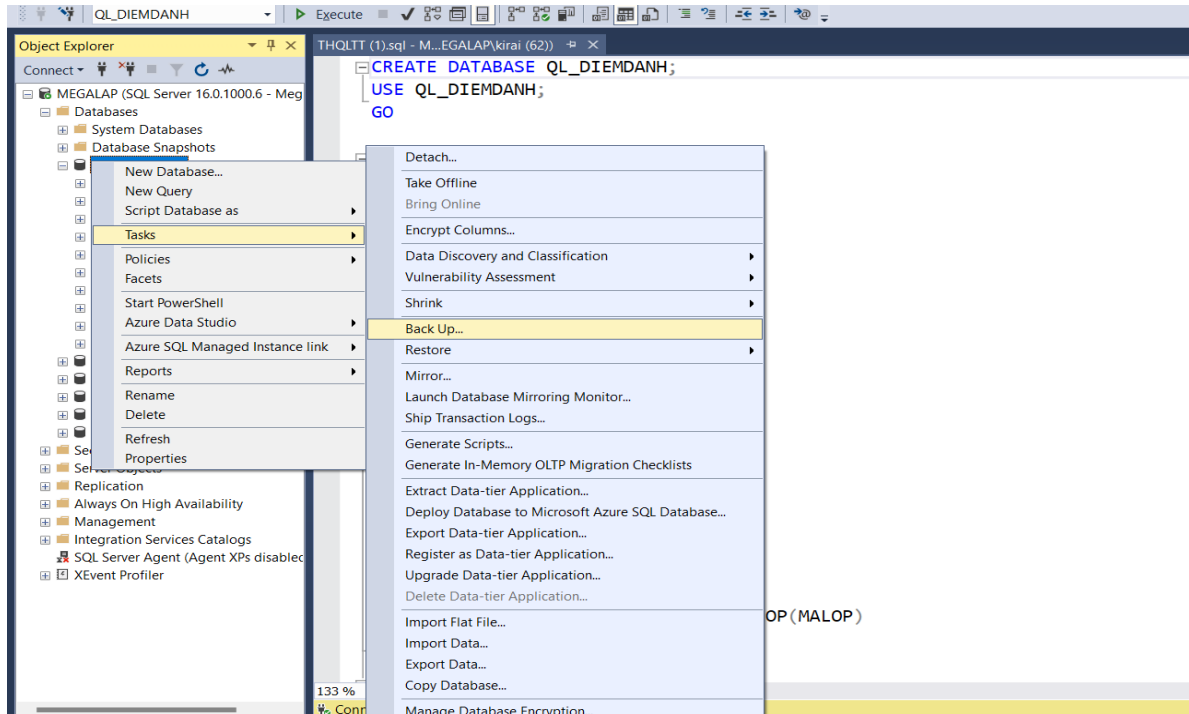 QL_DIEMDANH
Execute
Object Explorer
THQLTT (1).sql - M...EGALAP\kirai (62))
Connect
MEGALAP (SQL Server 16.0.1000.6 - Meg
Databases
System Databases
Database Snapshots
Replication
Always On High Availability
Management
Integration Services Catalogs
SQL Server Agent (Agent XPs disabled
XEvent Profiler
New Database...
New Query
Script Database as
Tasks
Policies
Facets
Start PowerShell
Azure Data Studio
Azure SQL Managed Instance link
Reports
Rename
Delete
Refresh
Properties
Detach...
Take Offline
Bring Online
Encrypt Columns...
Data Discovery and Classification
Vulnerability Assessment
Shrink
Back Up...
Restore
Mirror...
Launch Database Mirroring Monitor...
Ship Transaction Logs...
Generate Scripts...
Generate In-Memory OLTP Migration Checklists
Extract Data-tier Application...
Deploy Database to Microsoft Azure SQL Database...
Export Data-tier Application...
Register as Data-tier Application...
Upgrade Data-tier Application...
Delete Data-tier Application...
Import Flat File...
Import Data...
Export Data...
Copy Database...
Manage Database Encryption
CREATE DATABASE QL_DIEMDANH;
USE QL_DIEMDANH;
GO
OP(MALOP)
133 %
Conn